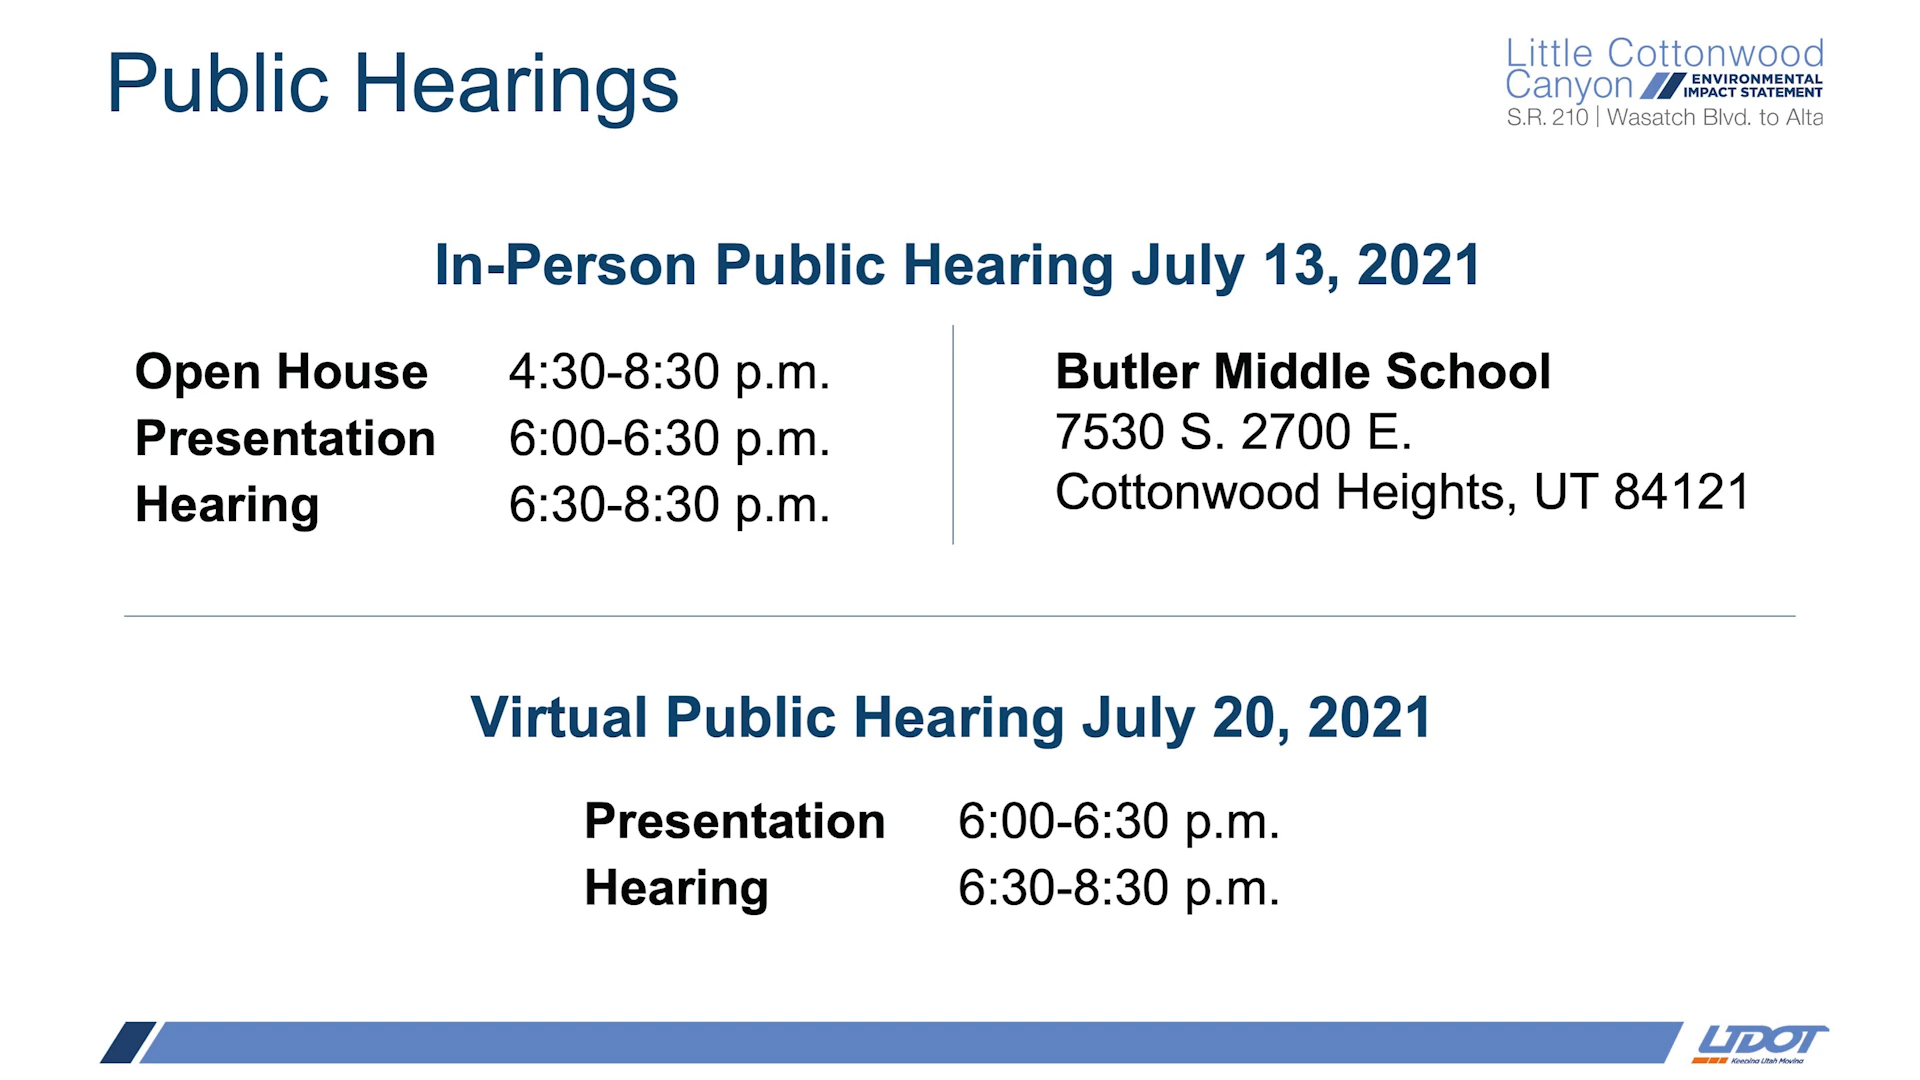 Public Hearings
Little Cottonwood
Canyon ENVIRONMENTAL
IMPACT STATEMENT
S.R. 210 | Wasatch Blvd. to Alta
In-Person Public Hearing July 13, 2021
Open House 4:30-8:30 p.m.
Presentation 6:00-6:30 p.m.
Hearing 6:30-8:30 p.m.
Butler Middle School
7530 S. 2700 E.
Cottonwood Heights, UT 84121
Virtual Public Hearing July 20, 2021
Presentation 6:00-6:30 p.m.
Hearing 6:30-8:30 p.m.
UDOT
Keeping Utah Moving